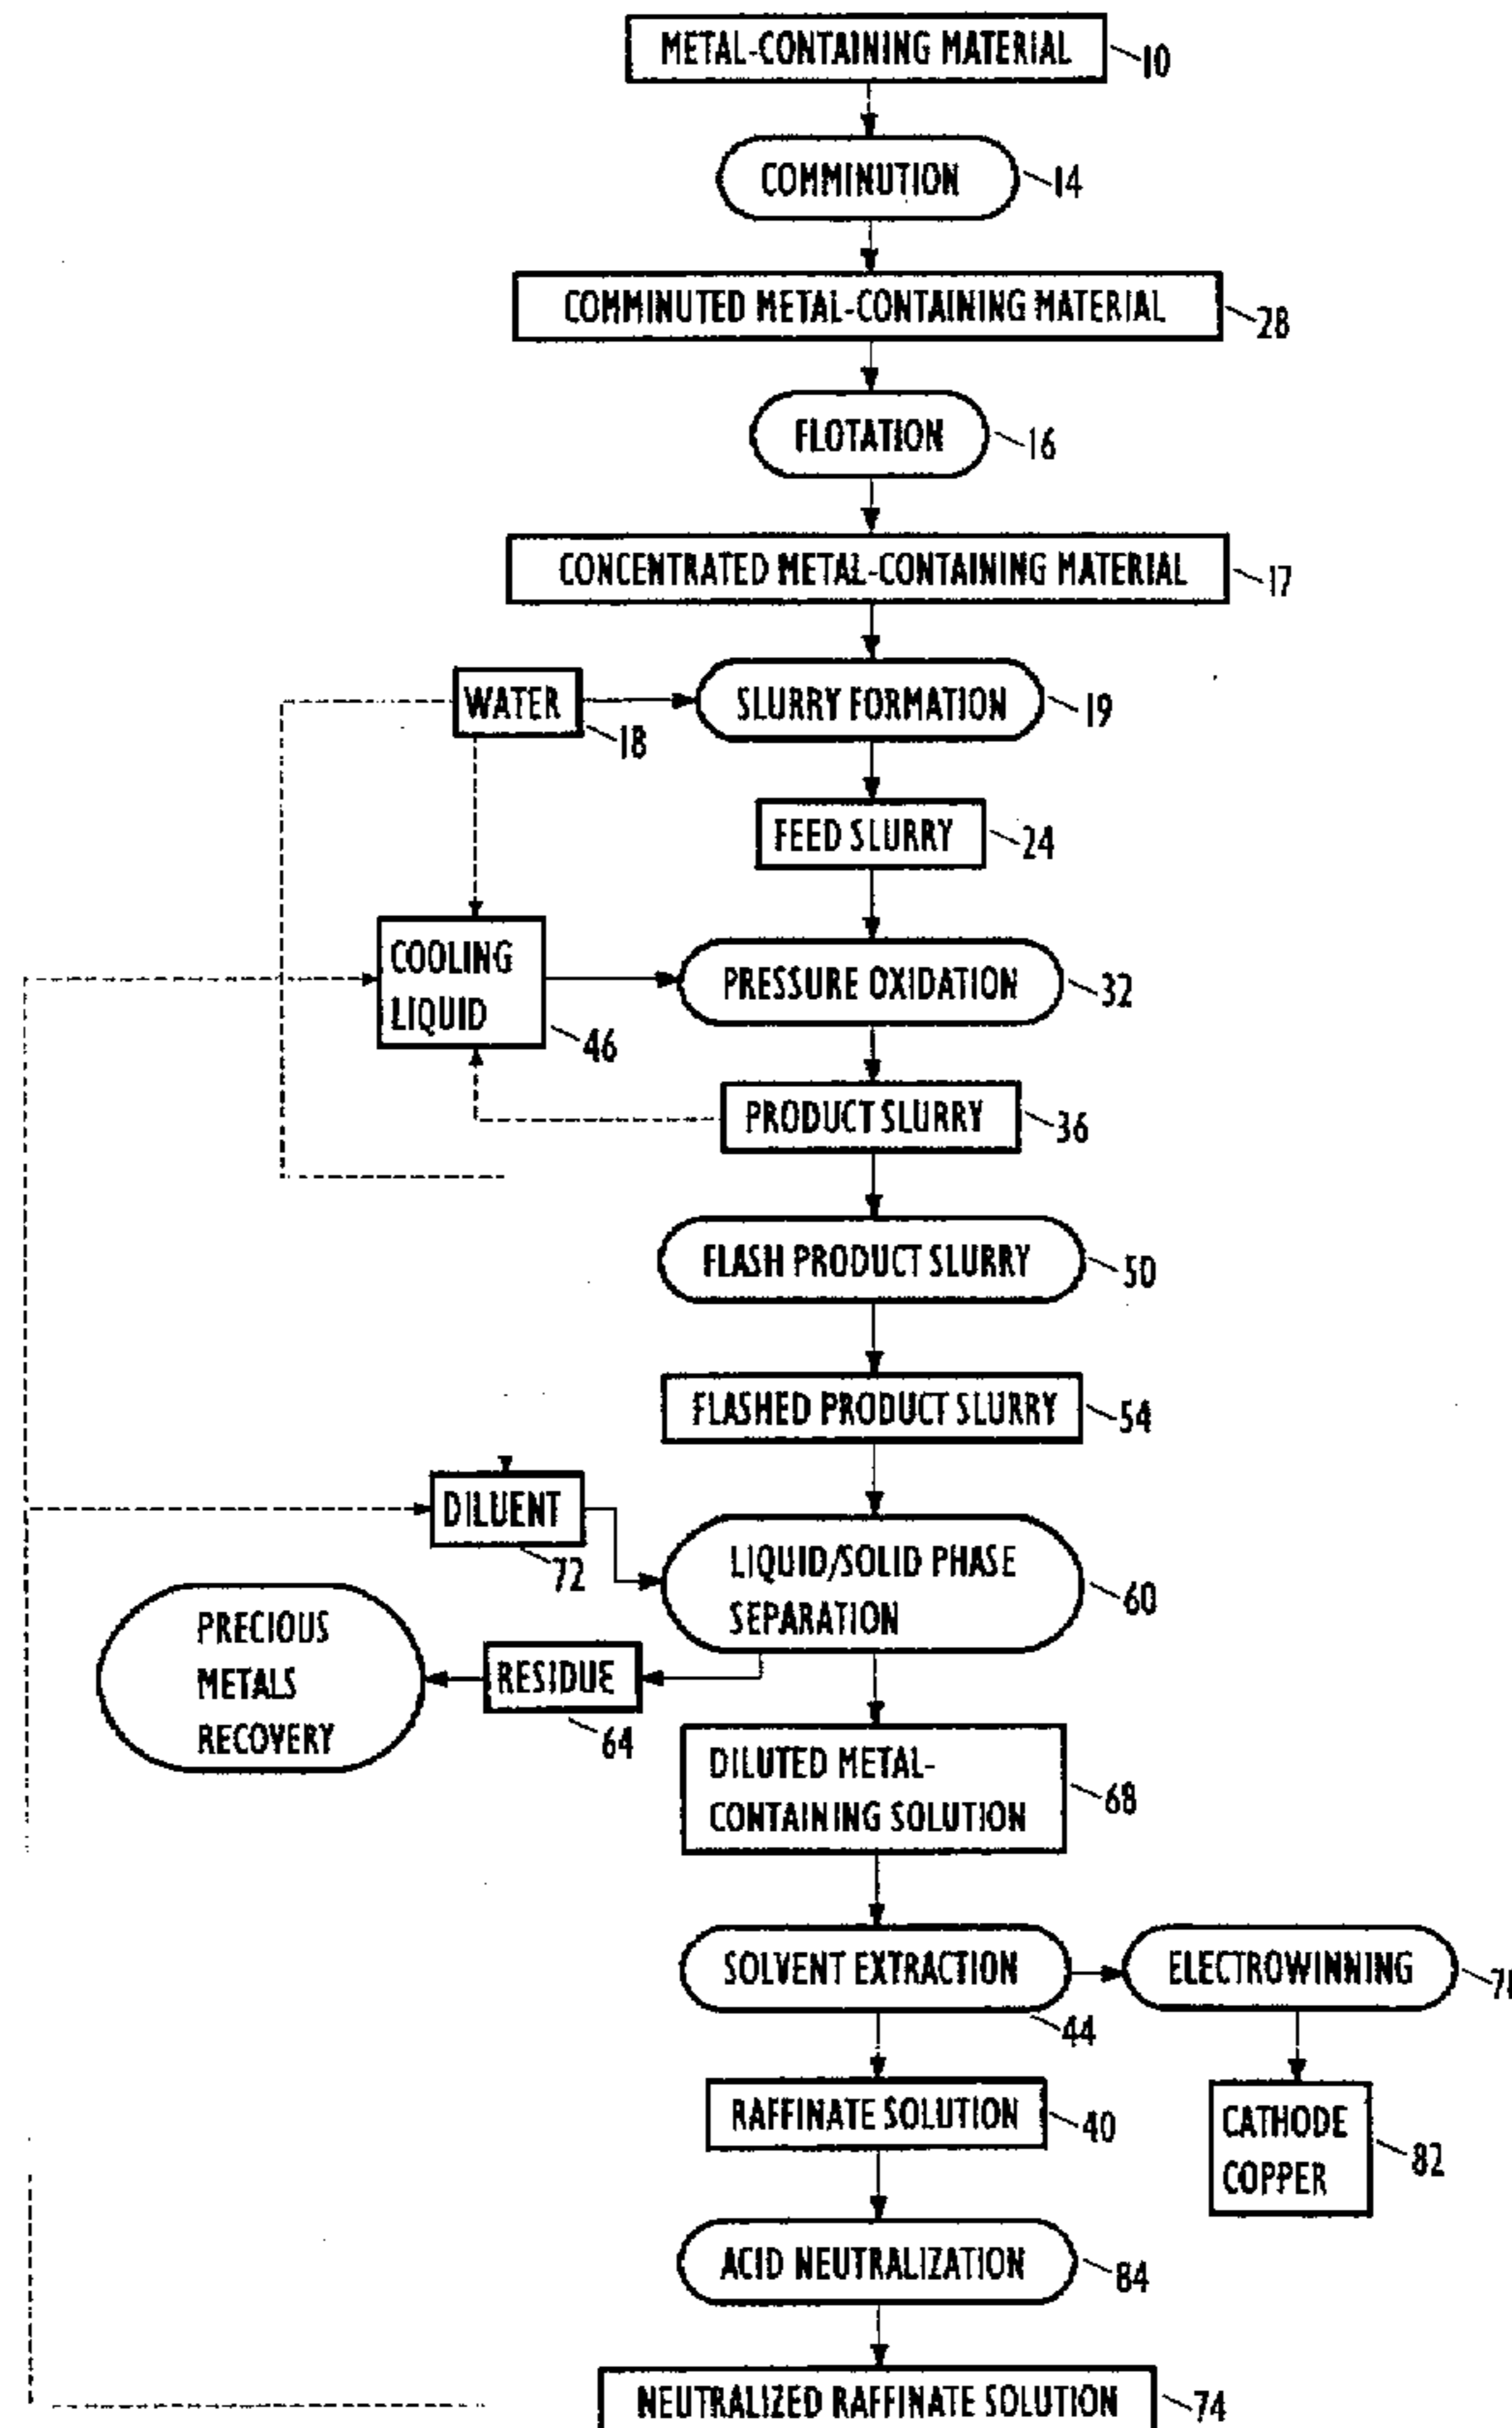 METAL-CONTAINING MATERIAL
10
COMMINUTION
14
COMMINUTED METAL-CONTAINING MATERIAL
28
FLOTATION
16
CONCENTRATED METAL-CONTAINING MATERIAL
17
WATER
18
SLURRY FORMATION
19
FEED SLURRY
24
COOLING
LIQUID
46
PRESSURE OXIDATION
32
PRODUCT SLURRY
36
FLASH PRODUCT SLURRY
50
FLASHED PRODUCT SLURRY
54
DILUENT
72
LIQUID/SOLID PHASE
SEPARATION
60
PRECIOUS
METALS
RECOVERY
RESIDUE
64
DILUTED METAL-
CONTAINING SOLUTION
68
SOLVENT EXTRACTION
44
ELECTROWINNING
RAFFINATE SOLUTION
40
CATHODE
COPPER
82
ACID NEUTRALIZATION
84
NEUTRALIZED RAFFINATE SOLUTION
74